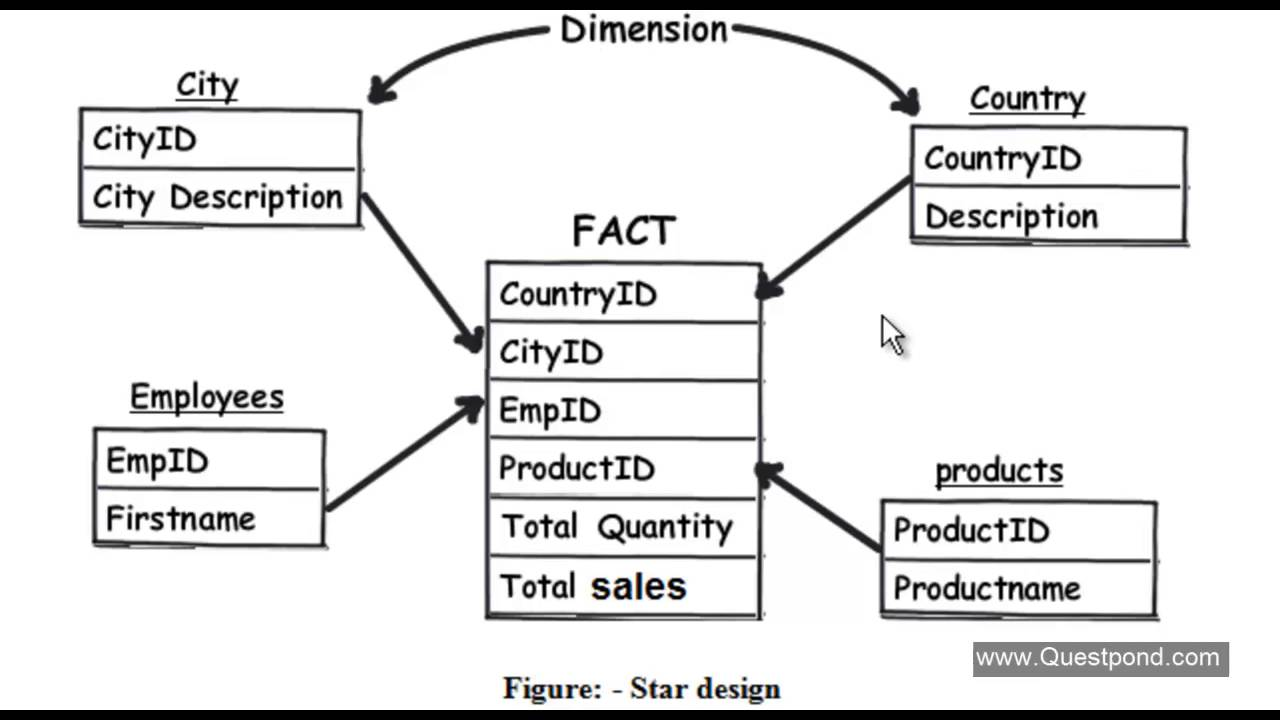 Dimension
City
CityID
City Description
Country
CountryID
Description
FACT
CountryID
CityID
EmpID
ProductID
Total Quantity
Total sales
Employees
EmpID
Firstname
products
ProductID
Productname
www.Questpond.com
Figure: - Star design